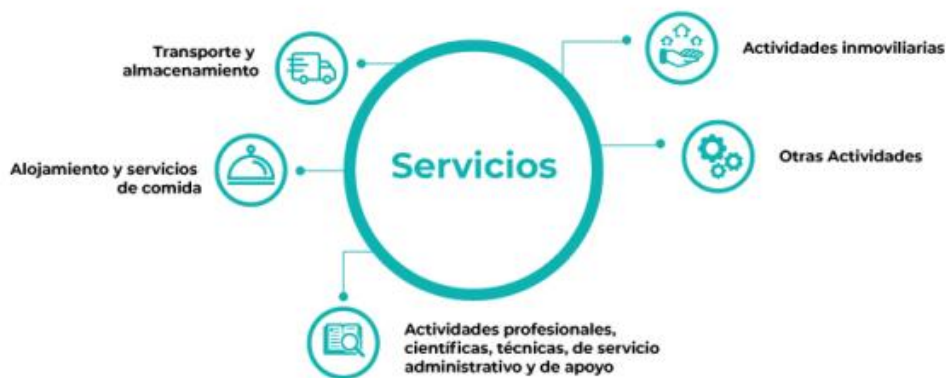 Transporte y
almacenamiento
Actividades inmoviliarias
Alojamiento y servicios
de comida
Servicios
Otras Actividades
Actividades profesionales,
científicas, técnicas, de servicio
administrativo y de apoyo